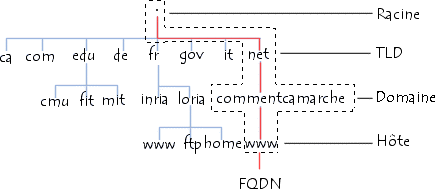 . Racine
ca com edu de fr gov it net TLD
cmu fit mit inria loria commentcamarche Domaine
www ftp home www Hôte
FQDN